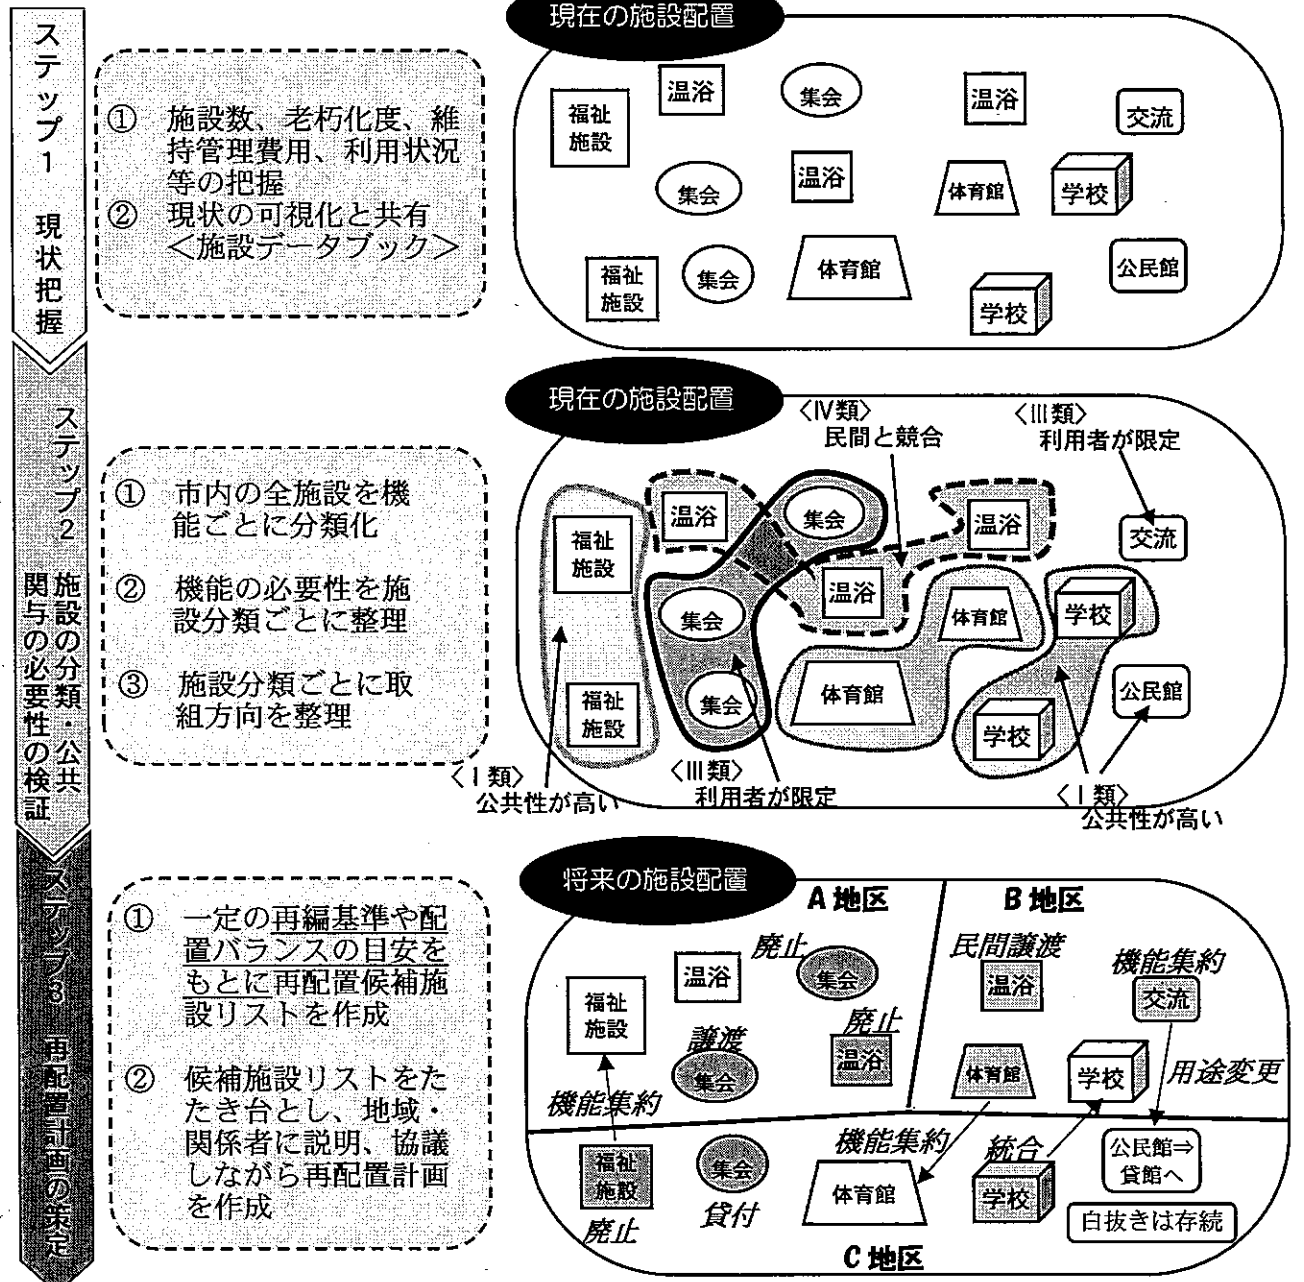 ステップ1 現状把握
① 施設数、老朽化度、維
持管理費用、利用状況
等の把握
② 現状の可視化と共有
＜施設データブック＞
現在の施設配置
福祉
施設
温浴
集会
温浴
交流
集会
温浴
体育館
学校
福祉
施設
集会
体育館
学校
公民館
ステップ2 施設の分類・公共
関与の必要性の検証
① 市内の全施設を機
能ごとに分類化
② 機能の必要性を施
設分類ごとに整理
③ 施設分類ごとに取
組方向を整理
現在の施設配置
〈Ⅳ類〉
民間と競合
〈Ⅲ類〉
利用者が限定
福祉
施設
温浴
集会
温浴
交流
集会
温浴
体育館
学校
福祉
施設
集会
体育館
学校
公民館
〈Ⅰ類〉
公共性が高い
〈Ⅲ類〉
利用者が限定
〈Ⅰ類〉
公共性が高い
ステップ3 再配置計画の策定
① 一定の再編基準や配
置バランスの目安を
もとに再配置候補施
設リストを作成
② 候補施設リストをた
たき台とし、地域・
関係者に説明、協議
しながら再配置計画
を作成
将来の施設配置
A地区
B地区
福祉
施設
温浴
廃止
集会
民間譲渡
温浴
機能集約
交流
譲渡
集会
廃止
温浴
体育館
学校
用途変更
機能集約
福祉
施設
廃止
集会
貸付
機能集約
体育館
統合
学校
公民館⇒
貸館へ
白抜きは存続
C地区